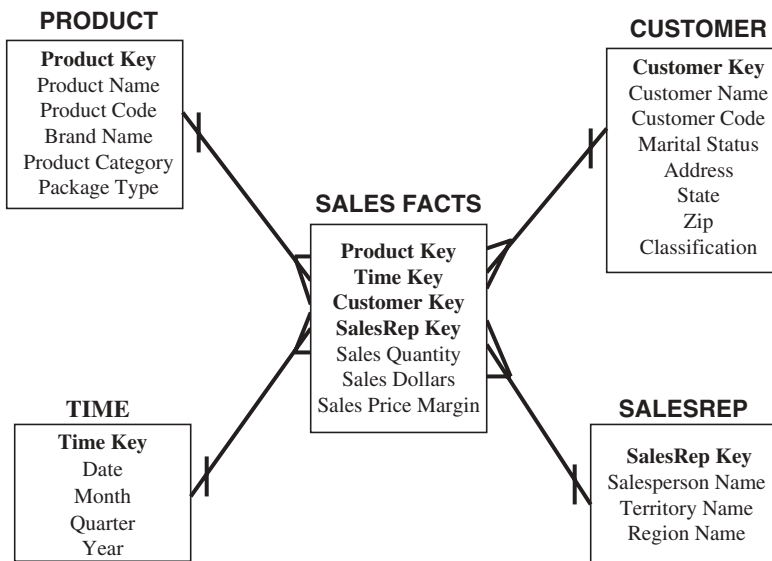 PRODUCT
Product Key
Product Name
Product Code
Brand Name
Product Category
Package Type
CUSTOMER
Customer Key
Customer Name
Customer Code
Marital Status
Address
State
Zip
Classification
SALES FACTS
Product Key
Time Key
Customer Key
SalesRep Key
Sales Quantity
Sales Dollars
Sales Price Margin
TIME
Time Key
Date
Month
Quarter
Year
SALESREP
SalesRep Key
Salesperson Name
Territory Name
Region Name